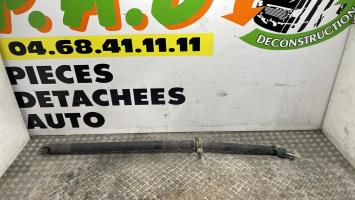 P.A.D
DECONSTRUCTION
04.68.41.11.11
PIECES
DETACHEES
AUTO